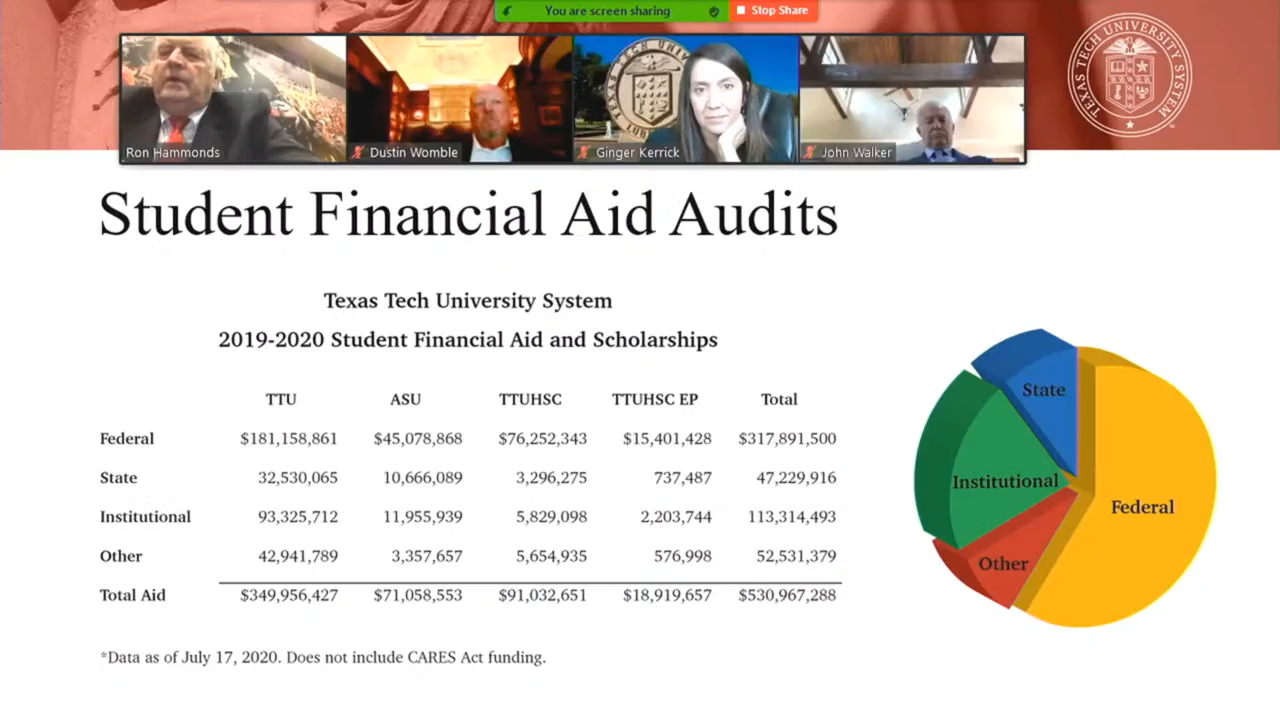 You are screen sharing
Stop Share
TEXAS TECH UNIVERSITY SYSTEM
TEXAS TECH UNI
LUB
Ron Hammonds
Dustin Womble
Ginger Kerrick
John Walker
Student Financial Aid Audits
Texas Tech University System
2019-2020 Student Financial Aid and Scholarships
TTU ASU TTUHSC TTUHSC EP Total
Federal $181,158,861 $45,078,868 $76,252,343 $15,401,428 $317,891,500
State 32,530,065 10,666,089 3,296,275 737,487 47,229,916
Institutional 93,325,712 11,955,939 5,829,098 2,203,744 113,314,493
Other 42,941,789 3,357,657 5,654,935 576,998 52,531,379
Total Aid $349,956,427 $71,058,553 $91,032,651 $18,919,657 $530,967,288
State
Institutional
Federal
Other
*Data as of July 17, 2020. Does not include CARES Act funding.